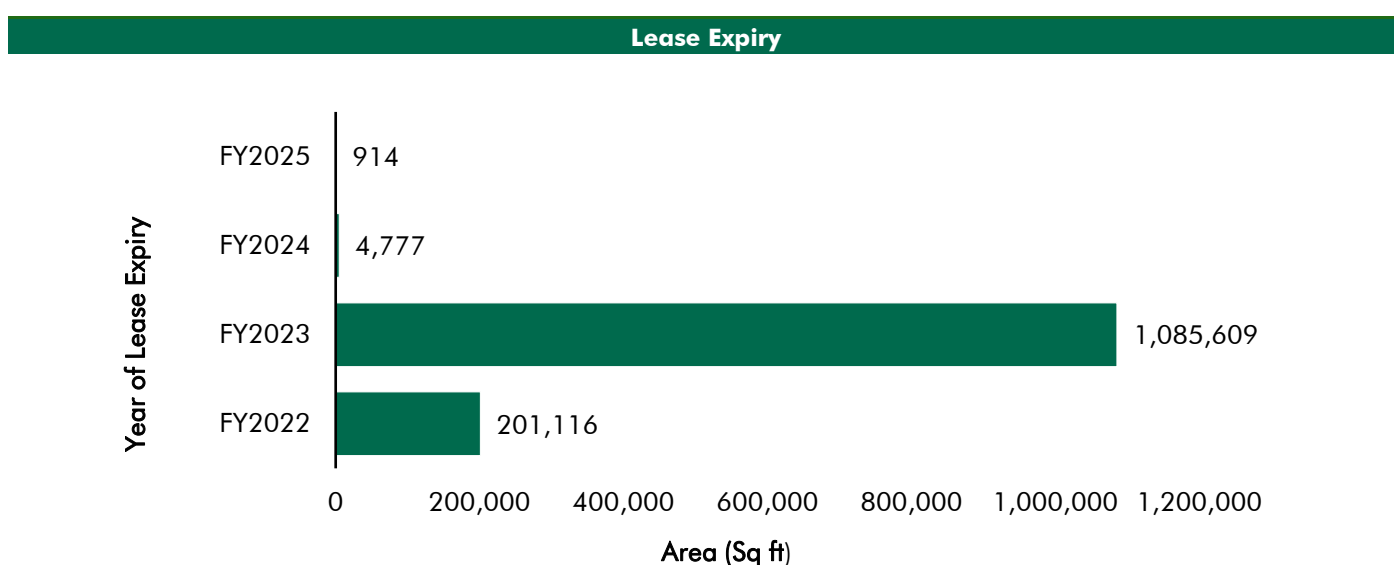 Lease Expiry
Year of Lease Expiry
FY2025 914
FY2024 4,777
FY2023 1,085,609
FY2022 201,116
0 200,000 400,000 600,000 800,000 1,000,000 1,200,000
Area (Sq ft)